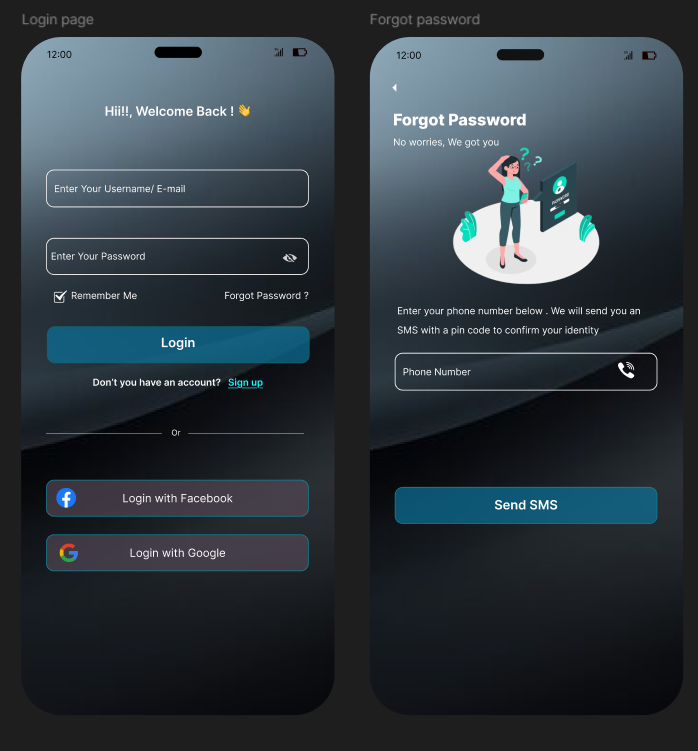 Login page
12:00
Hii!!, Welcome Back ! 👋
Enter Your Username/ E-mail
Enter Your Password
Remember Me
Forgot Password ?
Login
Don't you have an account? Sign up
Or
Login with Facebook
Login with Google
Forgot password
12:00
Forgot Password
No worries, We got you
? ? ? ?
Enter your phone number below . We will send you an
SMS with a pin code to confirm your identity
Phone Number
Send SMS